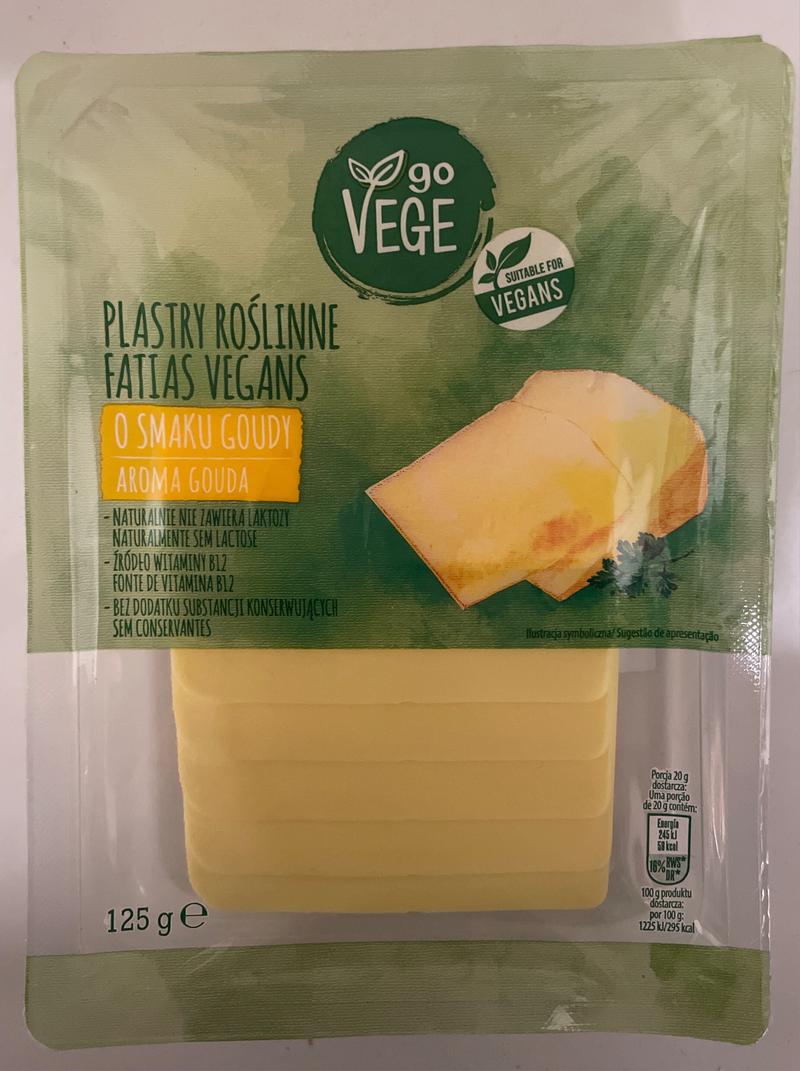 go
VEGE
SUITABLE FOR
VEGANS
PLASTRY ROŚLINNE
FATIAS VEGANS
O SMAKU GOUDY
AROMA GOUDA
- NATURALNIE NIE ZAWIERA LAKTOZY
NATURALMENTE SEM LACTOSE
- ŹRÓDŁO WITAMINY B12
FONTE DE VITAMINA B12
- BEZ DODATKU SUBSTANCJI KONSERWUJĄCYCH
SEM CONSERVANTES
Ilustracja symboliczna/ Sugestão de apresentação
Porcja 20 g
dostarcza:
Uma porção
de 20 g contém:
Energia
245 kJ
58 kcal
RWS*
DR*
100 g produktu
dostarcza:
por 100 g:
1225 kJ/295 kcal
125 g e